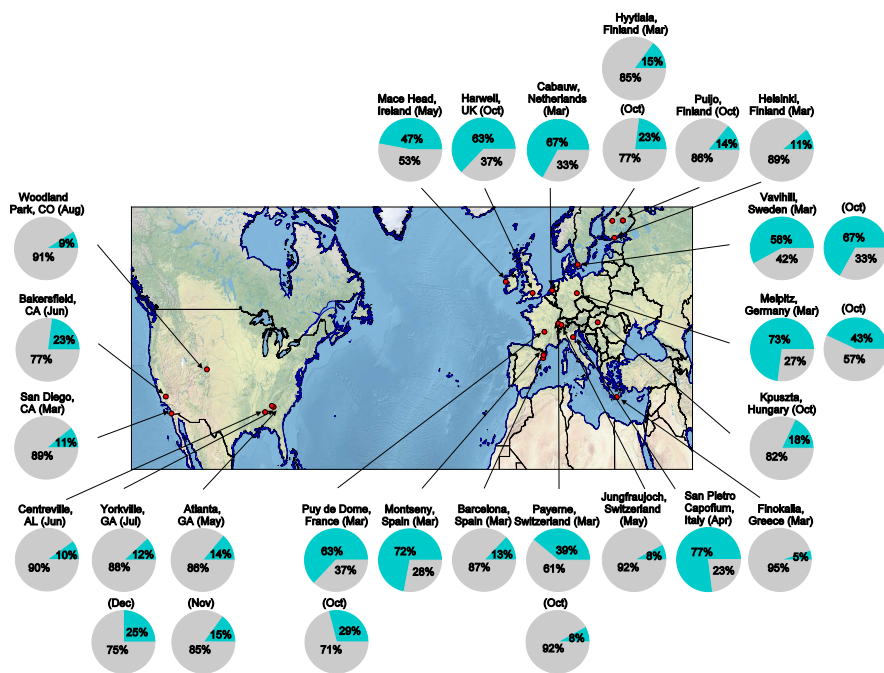 Hyytiala,
Finland (Mar)
15%
85%
Mace Head,
Ireland (May)
47%
53%
Harwell,
UK (Oct)
63%
37%
Cabauw,
Netherlands
(Mar)
67%
33%
(Oct)
23%
77%
Puijo,
Finland (Oct)
14%
86%
Helsinki,
Finland (Mar)
11%
89%
Woodland
Park, CO (Aug)
9%
91%
Vavihill,
Sweden (Mar)
58%
42%
(Oct)
67%
33%
Bakersfield,
CA (Jun)
23%
77%
Melpitz,
Germany (Mar)
73%
27%
(Oct)
43%
57%
San Diego,
CA (Mar)
11%
89%
Kpuszta,
Hungary (Oct)
18%
82%
Centreville,
AL (Jun)
10%
90%
Yorkville,
GA (Jul)
12%
88%
Atlanta,
GA (May)
14%
86%
Puy de Dome,
France (Mar)
63%
37%
Montseny,
Spain (Mar)
72%
28%
Barcelona,
Spain (Mar)
13%
87%
Payerne,
Switzerland (Mar)
39%
61%
Jungfraujoch,
Switzerland
(May)
8%
92%
San Pietro
Capofium,
Italy (Apr)
77%
23%
Finokalia,
Greece (Mar)
5%
95%
(Dec)
25%
75%
(Nov)
15%
85%
(Oct)
29%
71%
(Oct)
8%
92%